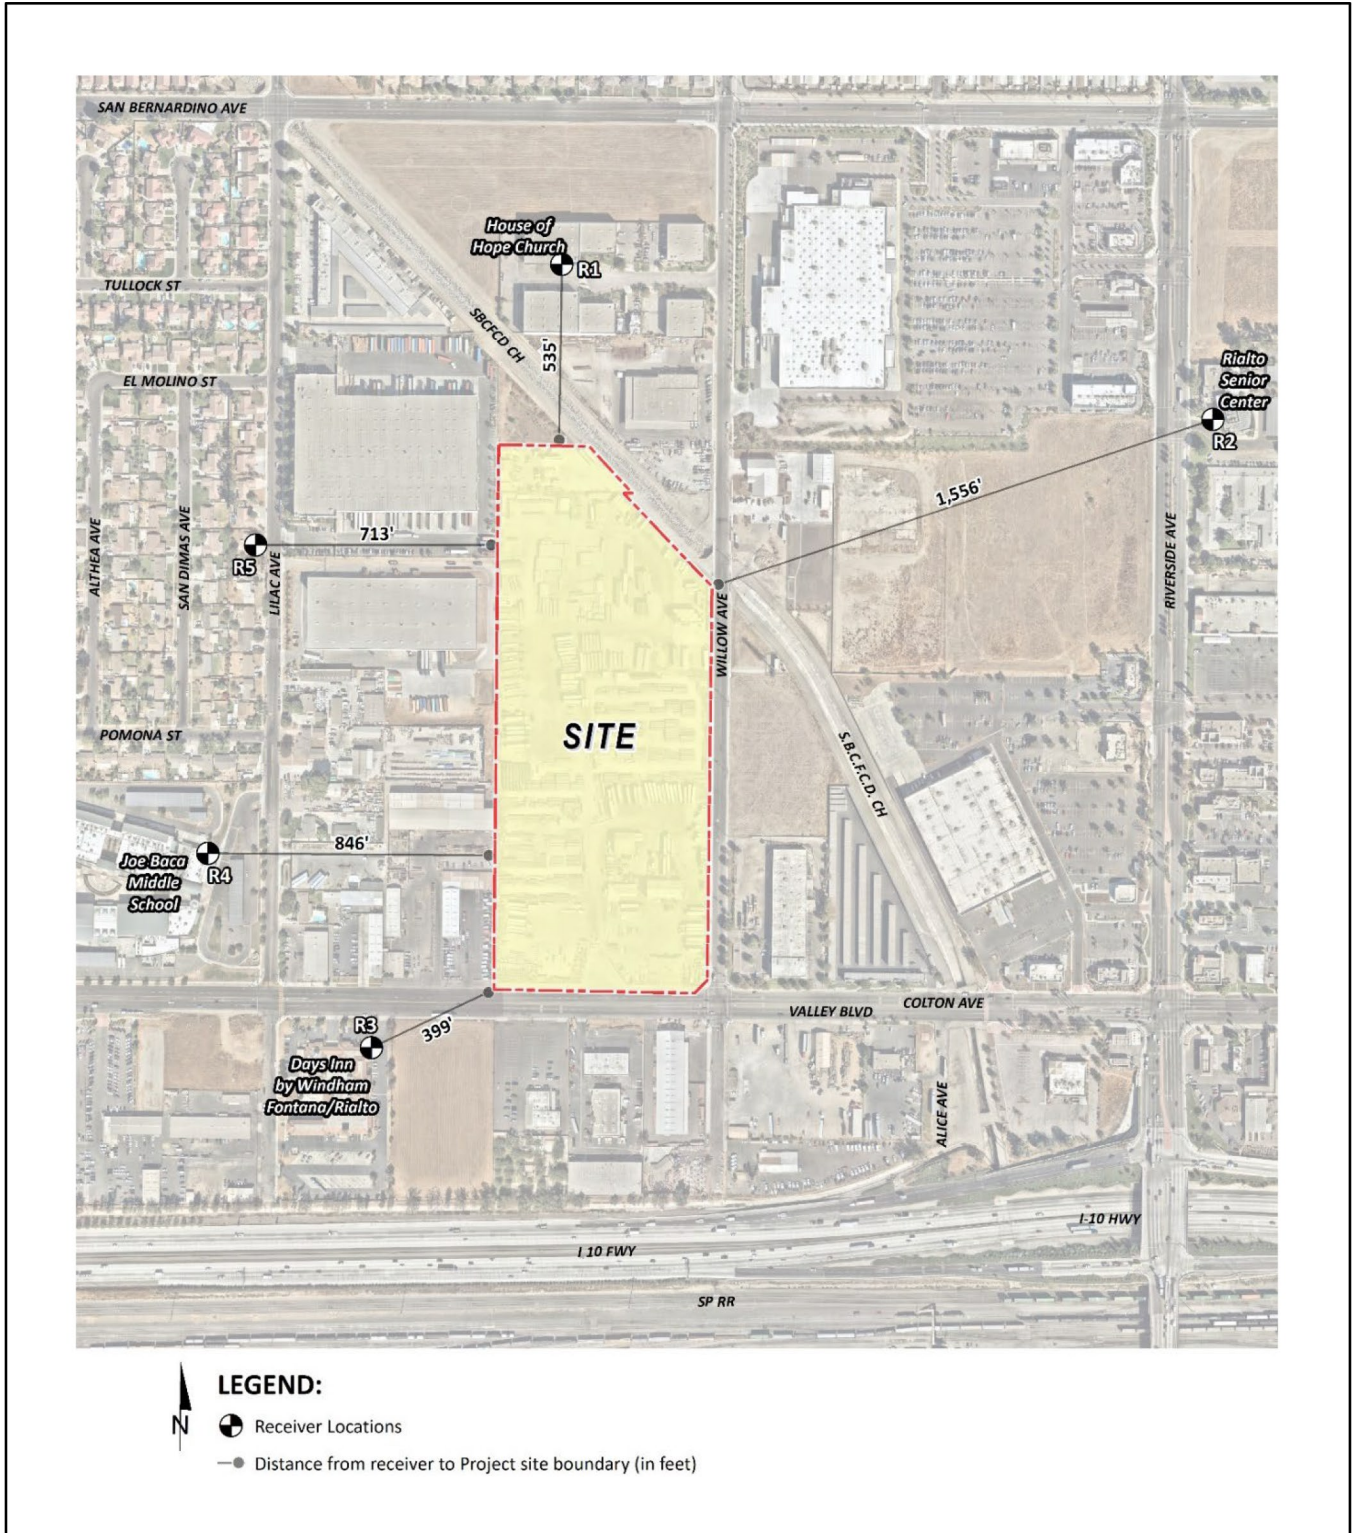 SAN BERNARDINO AVE
House of
Hope Church
R1
TULLOCK ST
SBCFCD CH
535'
EL MOLINO ST
Rialto
Senior
Center
R2
1,556'
ALTHEA AVE
SAN DIMAS AVE
R5
713'
LILAC AVE
RIVERSIDE AVE
WILLOW AVE
SITE
POMONA ST
S.B.C.F.C.D. CH
846'
Joe Baca
Middle
School
R4
VALLEY BLVD
COLTON AVE
R3
399'
Days Inn
by Windham
Fontana/Rialto
ALICE AVE
I-10 HWY
I 10 FWY
SP RR
N
LEGEND:
Receiver Locations
Distance from receiver to Project site boundary (in feet)